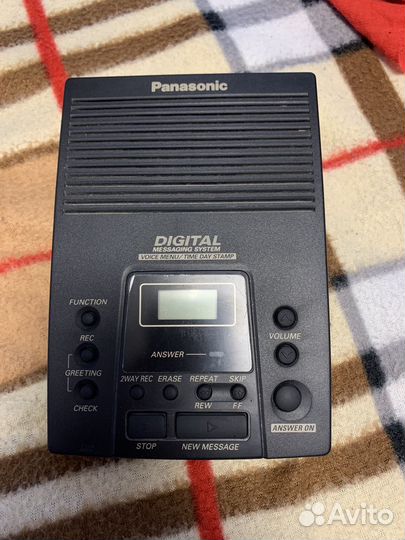 Panasonic
DIGITAL
MESSAGING SYSTEM
VOICE MENU/TIME DAY STAMP
FUNCTION
REC
VOLUME
ANSWER
GREETING
2WAY REC ERASE REPEAT SKIP
REW FF
CHECK
ANSWER ON
STOP NEW MESSAGE
Avito